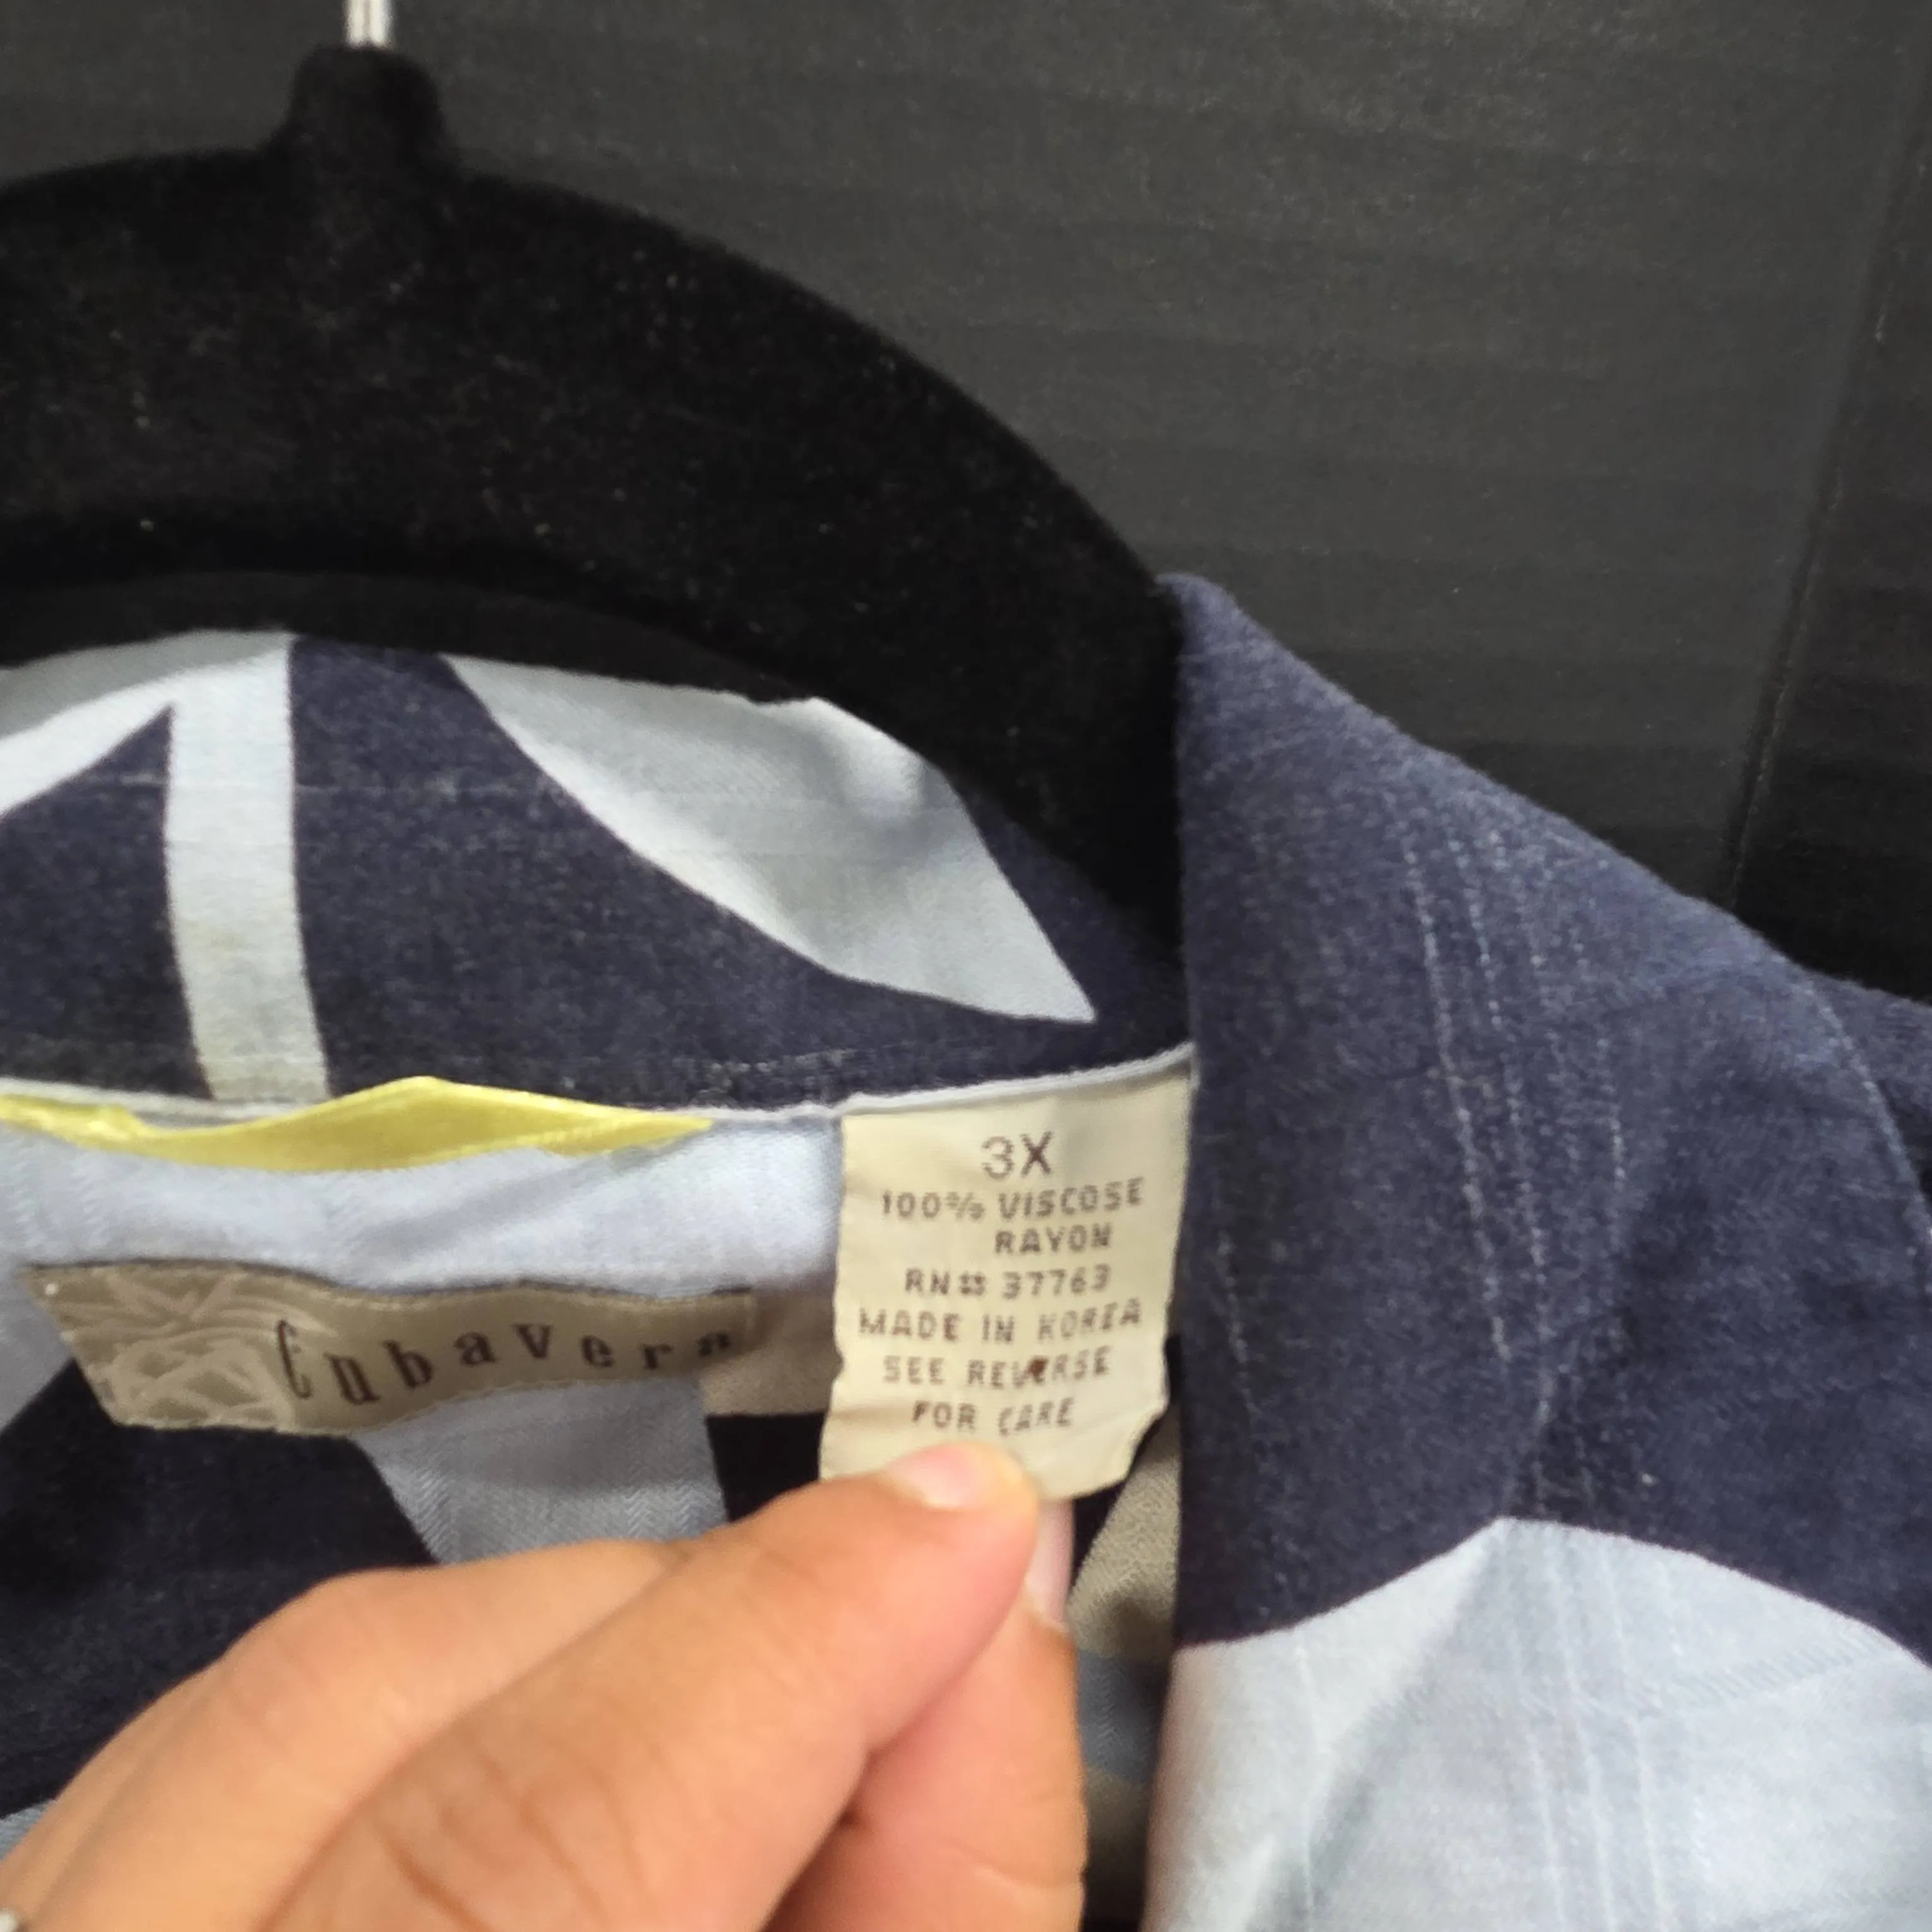 3X
100% VISCOSE
RAYON
RN# 37763
MADE IN KOREA
SEE REVERSE
FOR CARE
Cubavera